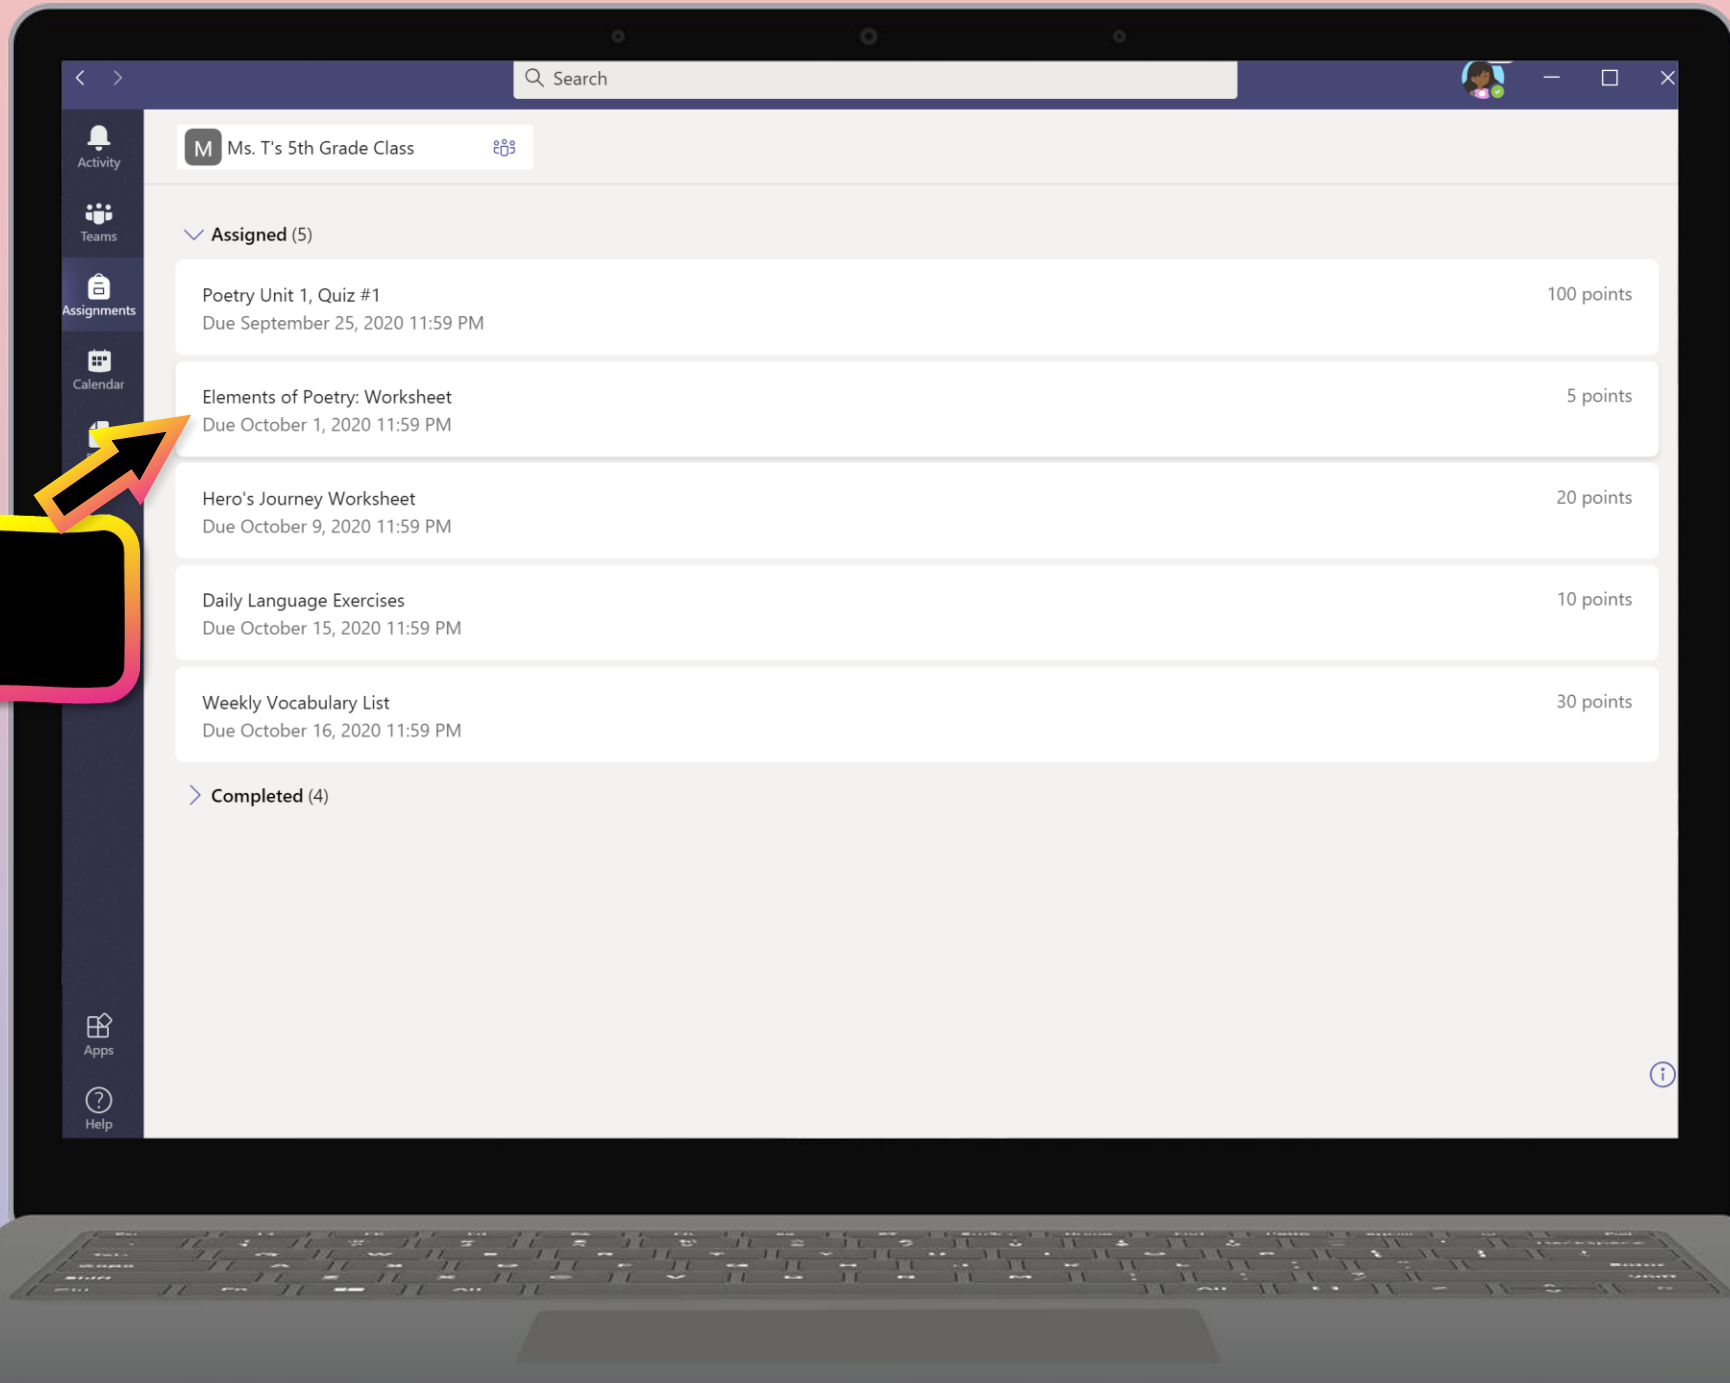 Search
Activity
M Ms. T's 5th Grade Class
Teams
Assigned (5)
Assignments
Poetry Unit 1, Quiz #1
100 points
Due September 25, 2020 11:59 PM
Calendar
Elements of Poetry: Worksheet
5 points
Due October 1, 2020 11:59 PM
Hero's Journey Worksheet
20 points
Due October 9, 2020 11:59 PM
Daily Language Exercises
10 points
Due October 15, 2020 11:59 PM
Weekly Vocabulary List
30 points
Due October 16, 2020 11:59 PM
Completed (4)
Apps
Help